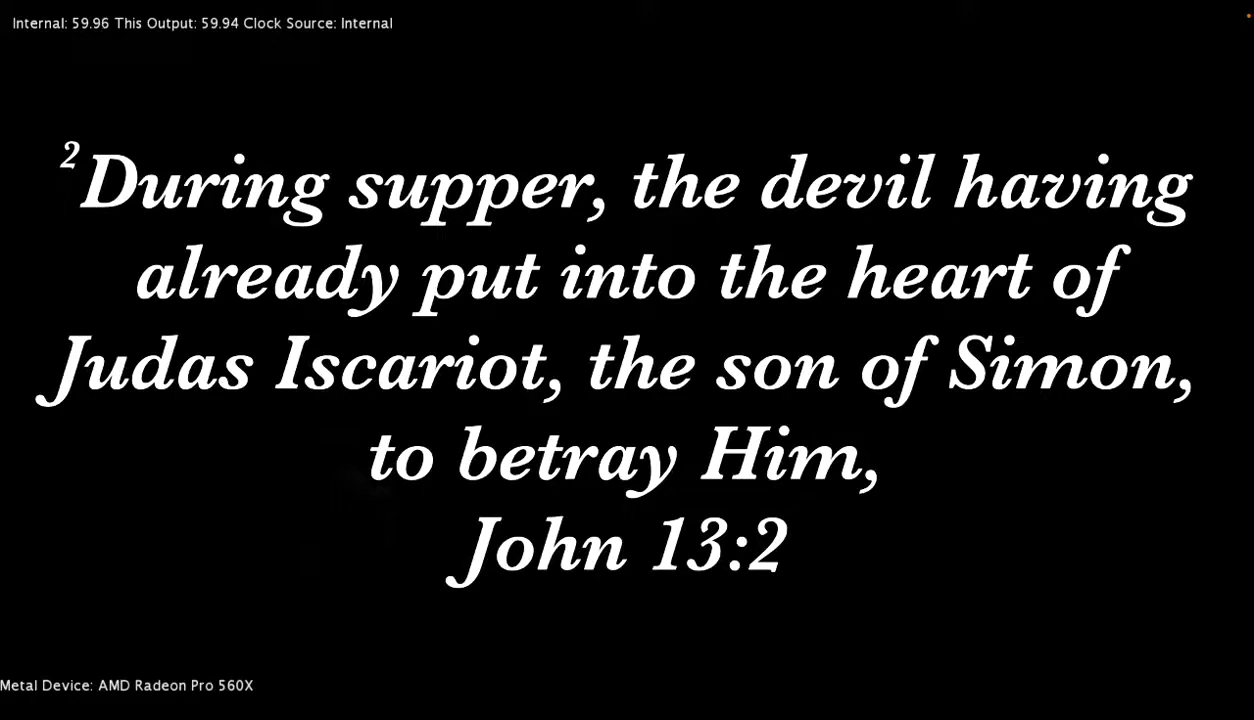 Internal: 59.96 This Output: 59.94 Clock Source: Internal
2During supper, the devil having
already put into the heart of
Judas Iscariot, the son of Simon,
to betray Him,
John 13:2
Metal Device: AMD Radeon Pro 560X